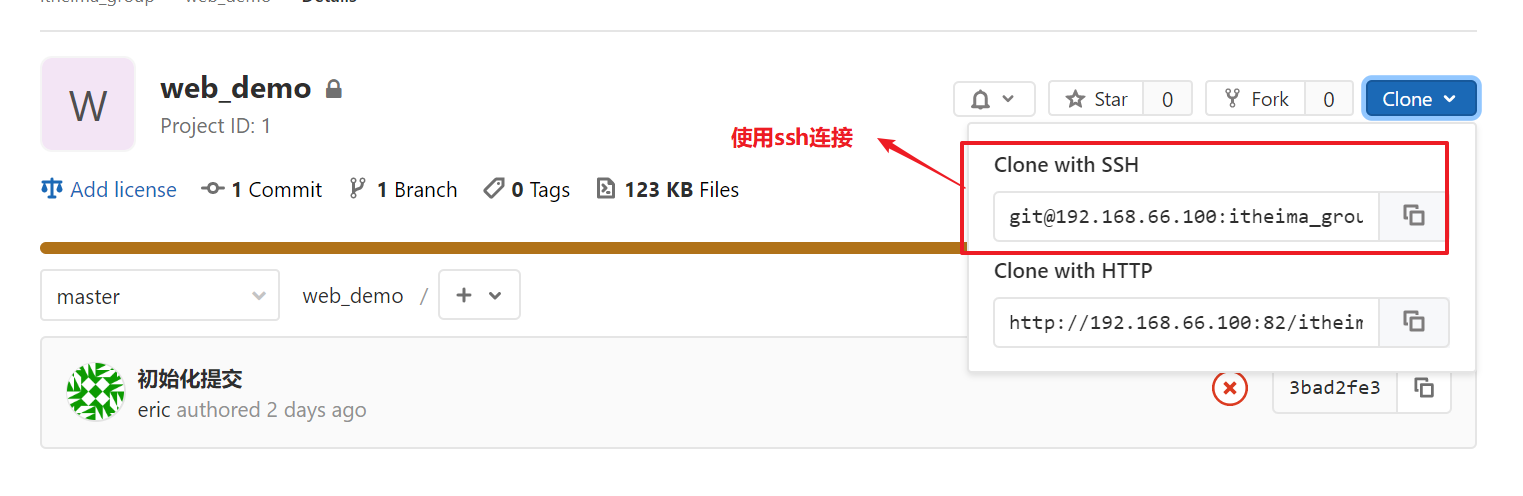 itheima_group web_demo Details
W
web_demo
Project ID: 1
Star 0
Fork 0
Clone
使用ssh连接
Clone with SSH
git@192.168.66.100:itheima_grou
Add license
1 Commit
1 Branch
0 Tags
123 KB Files
Clone with HTTP
http://192.168.66.100:82/itheim
master
web_demo /
初始化提交
eric authored 2 days ago
3bad2fe3